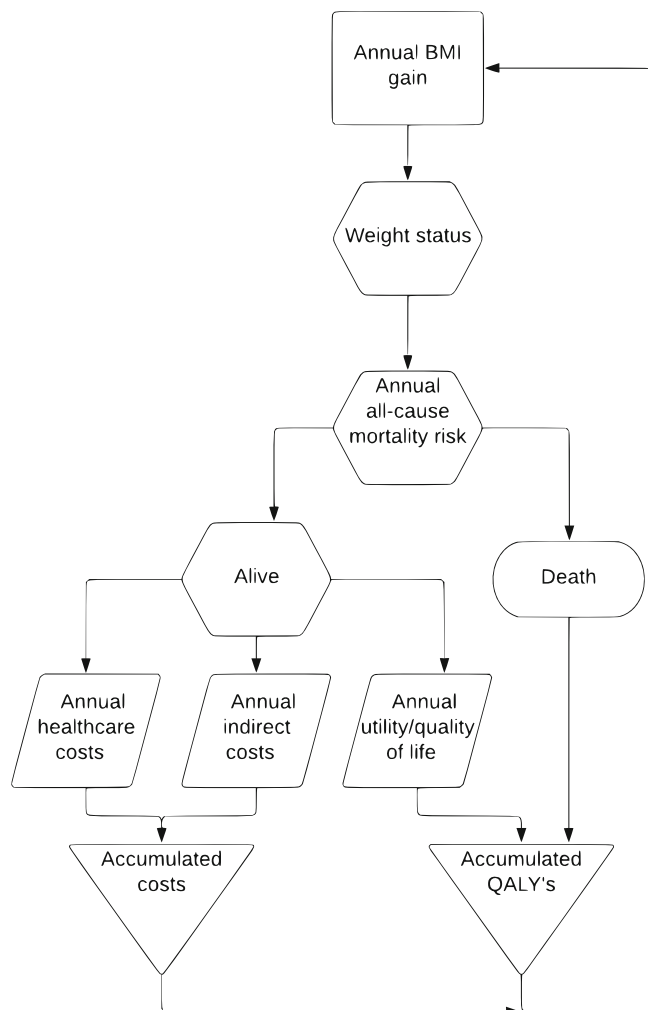 Annual BMI
gain
Weight status
Annual
all-cause
mortality risk
Alive
Death
Annual
healthcare
costs
Annual
indirect
costs
Annual
utility/quality
of life
Accumulated
costs
Accumulated
QALY's